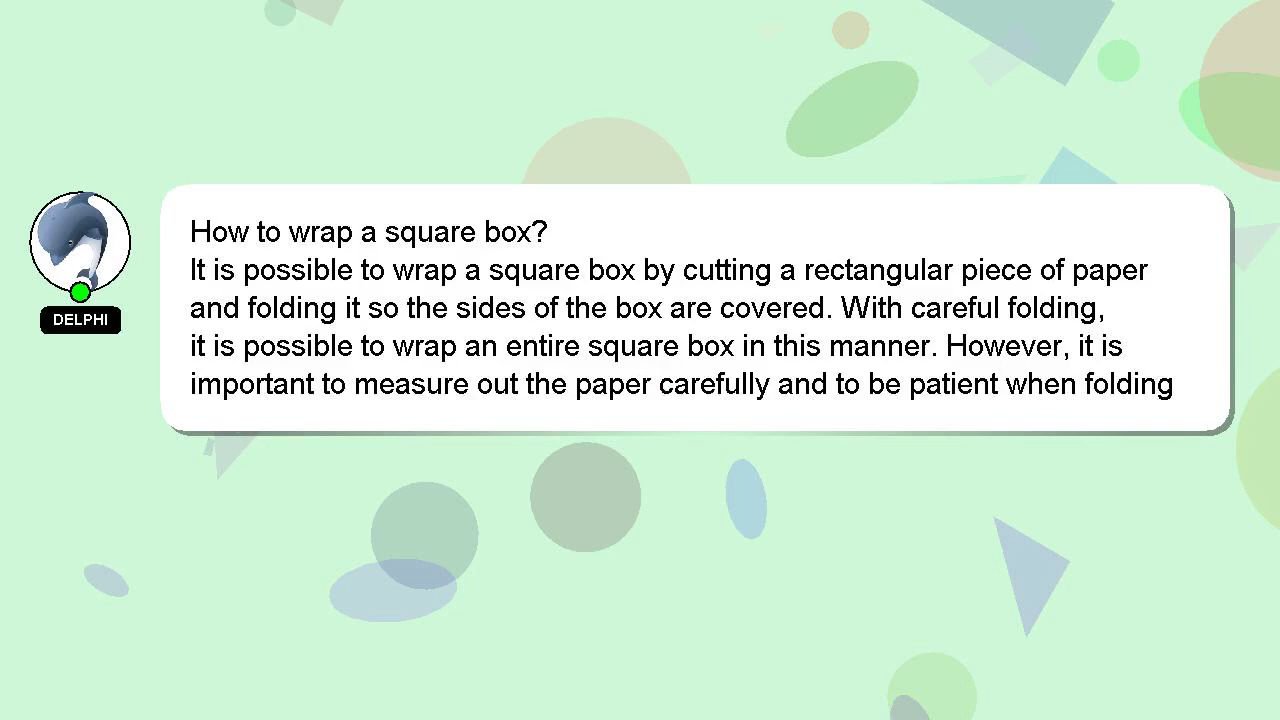 How to wrap a square box?
It is possible to wrap a square box by cutting a rectangular piece of paper
and folding it so the sides of the box are covered. With careful folding,
it is possible to wrap an entire square box in this manner. However, it is
important to measure out the paper carefully and to be patient when folding
DELPHI